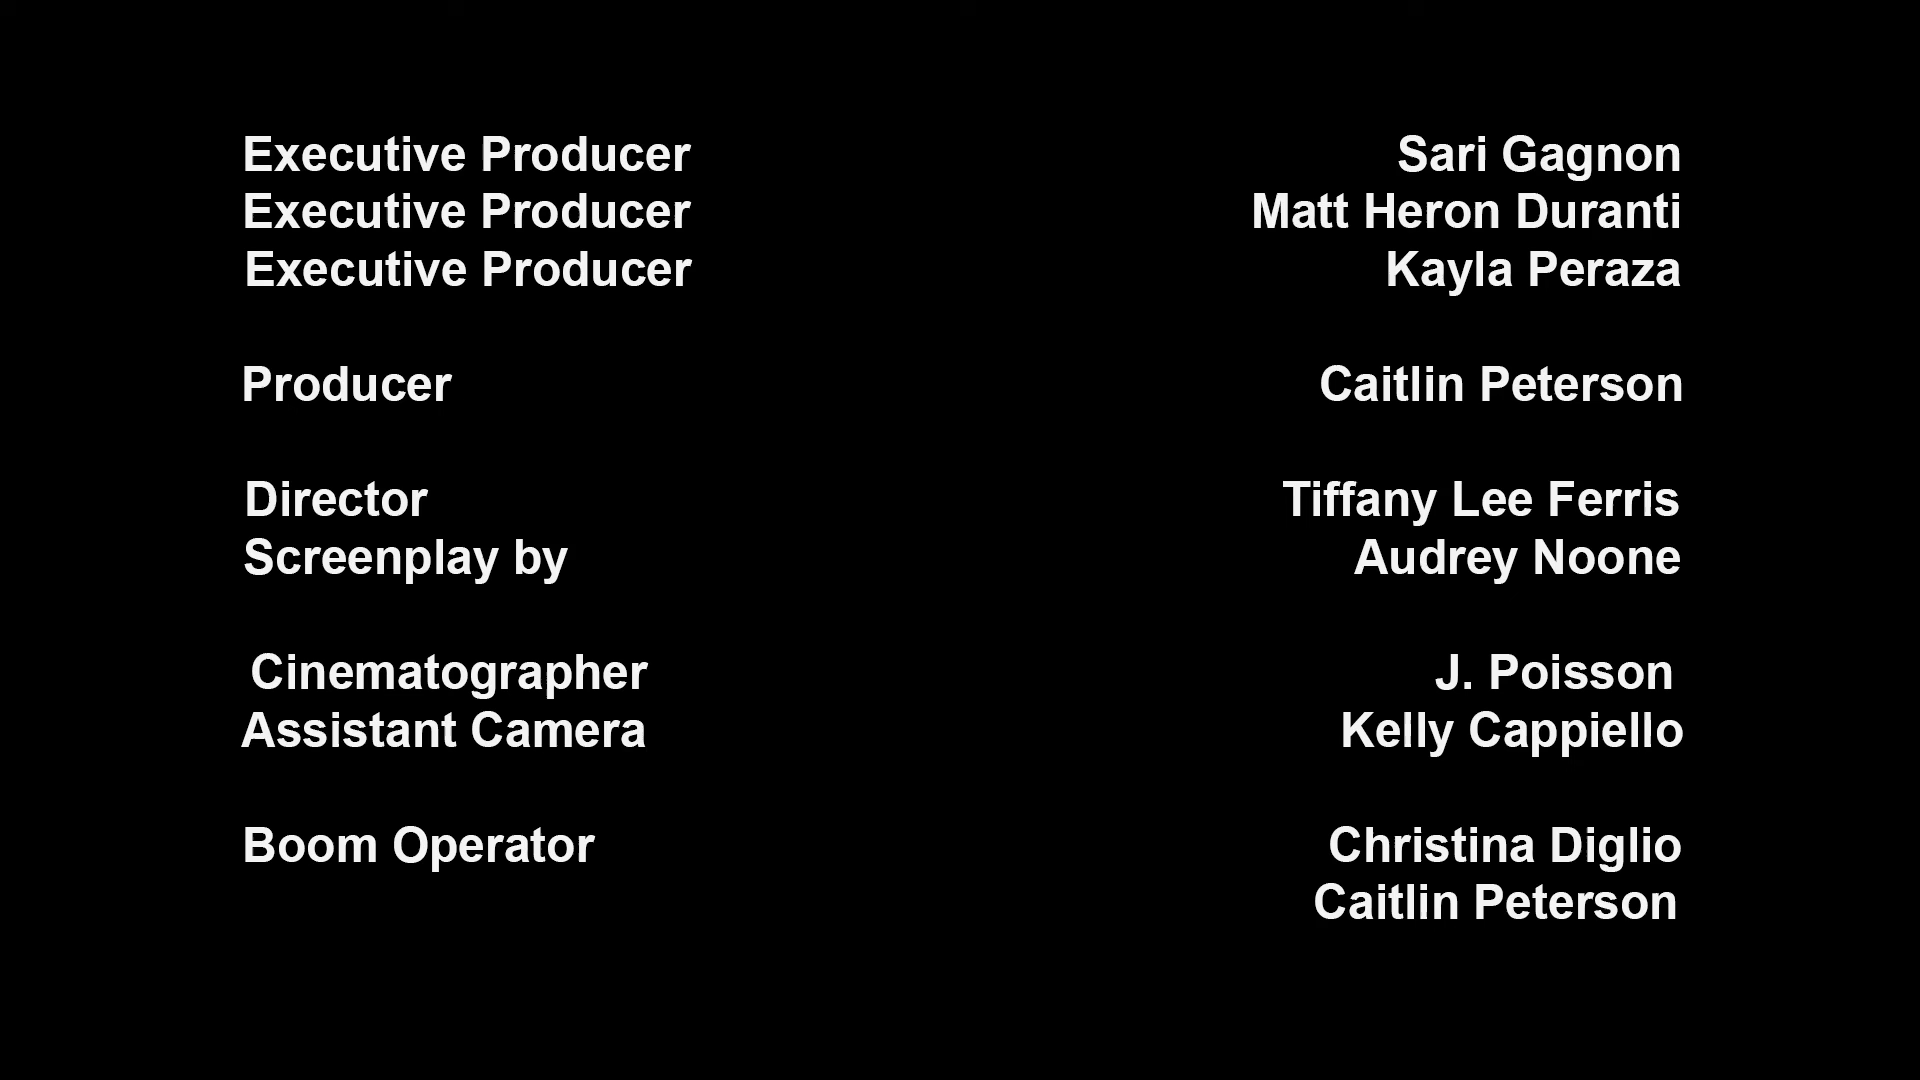 Executive Producer Sari Gagnon
Executive Producer Matt Heron Duranti
Executive Producer Kayla Peraza
Producer Caitlin Peterson
Director Tiffany Lee Ferris
Screenplay by Audrey Noone
Cinematographer J. Poisson
Assistant Camera Kelly Cappiello
Boom Operator Christina Diglio
Caitlin Peterson